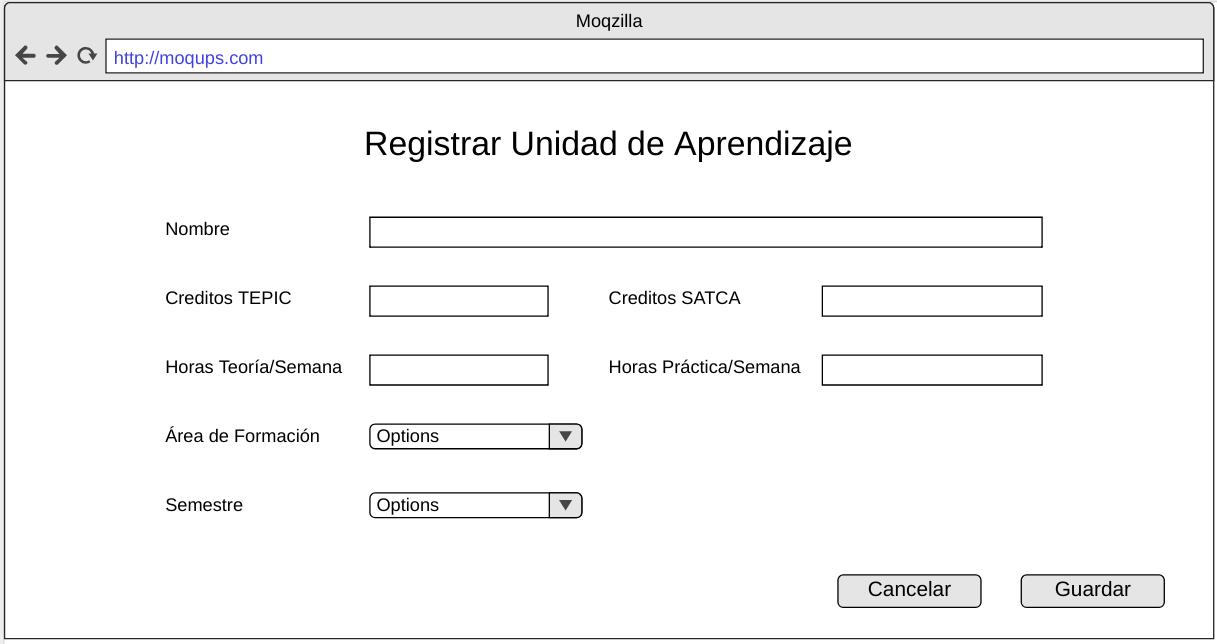 Moqzilla
http://moqups.com
Registrar Unidad de Aprendizaje
Nombre
Creditos TEPIC
Creditos SATCA
Horas Teoría/Semana
Horas Práctica/Semana
Área de Formación
Options
Semestre
Options
Cancelar
Guardar